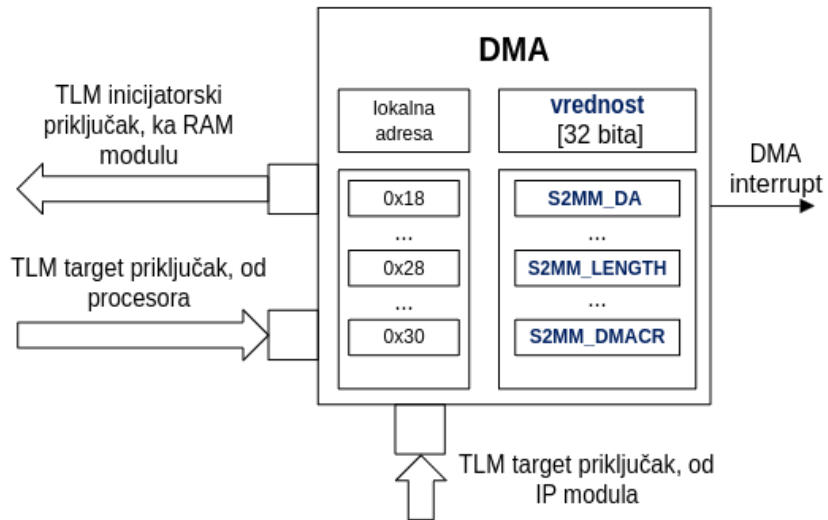 DMA
TLM inicijatorski
priključak, ka RAM
modulu
lokalna
adresa
vrednost
[32 bita]
DMA
interrupt
0x18
S2MM_DA
...
...
TLM target priključak, od
procesora
0x28
S2MM_LENGTH
...
...
0x30
S2MM_DMACR
TLM target priključak, od
IP modula